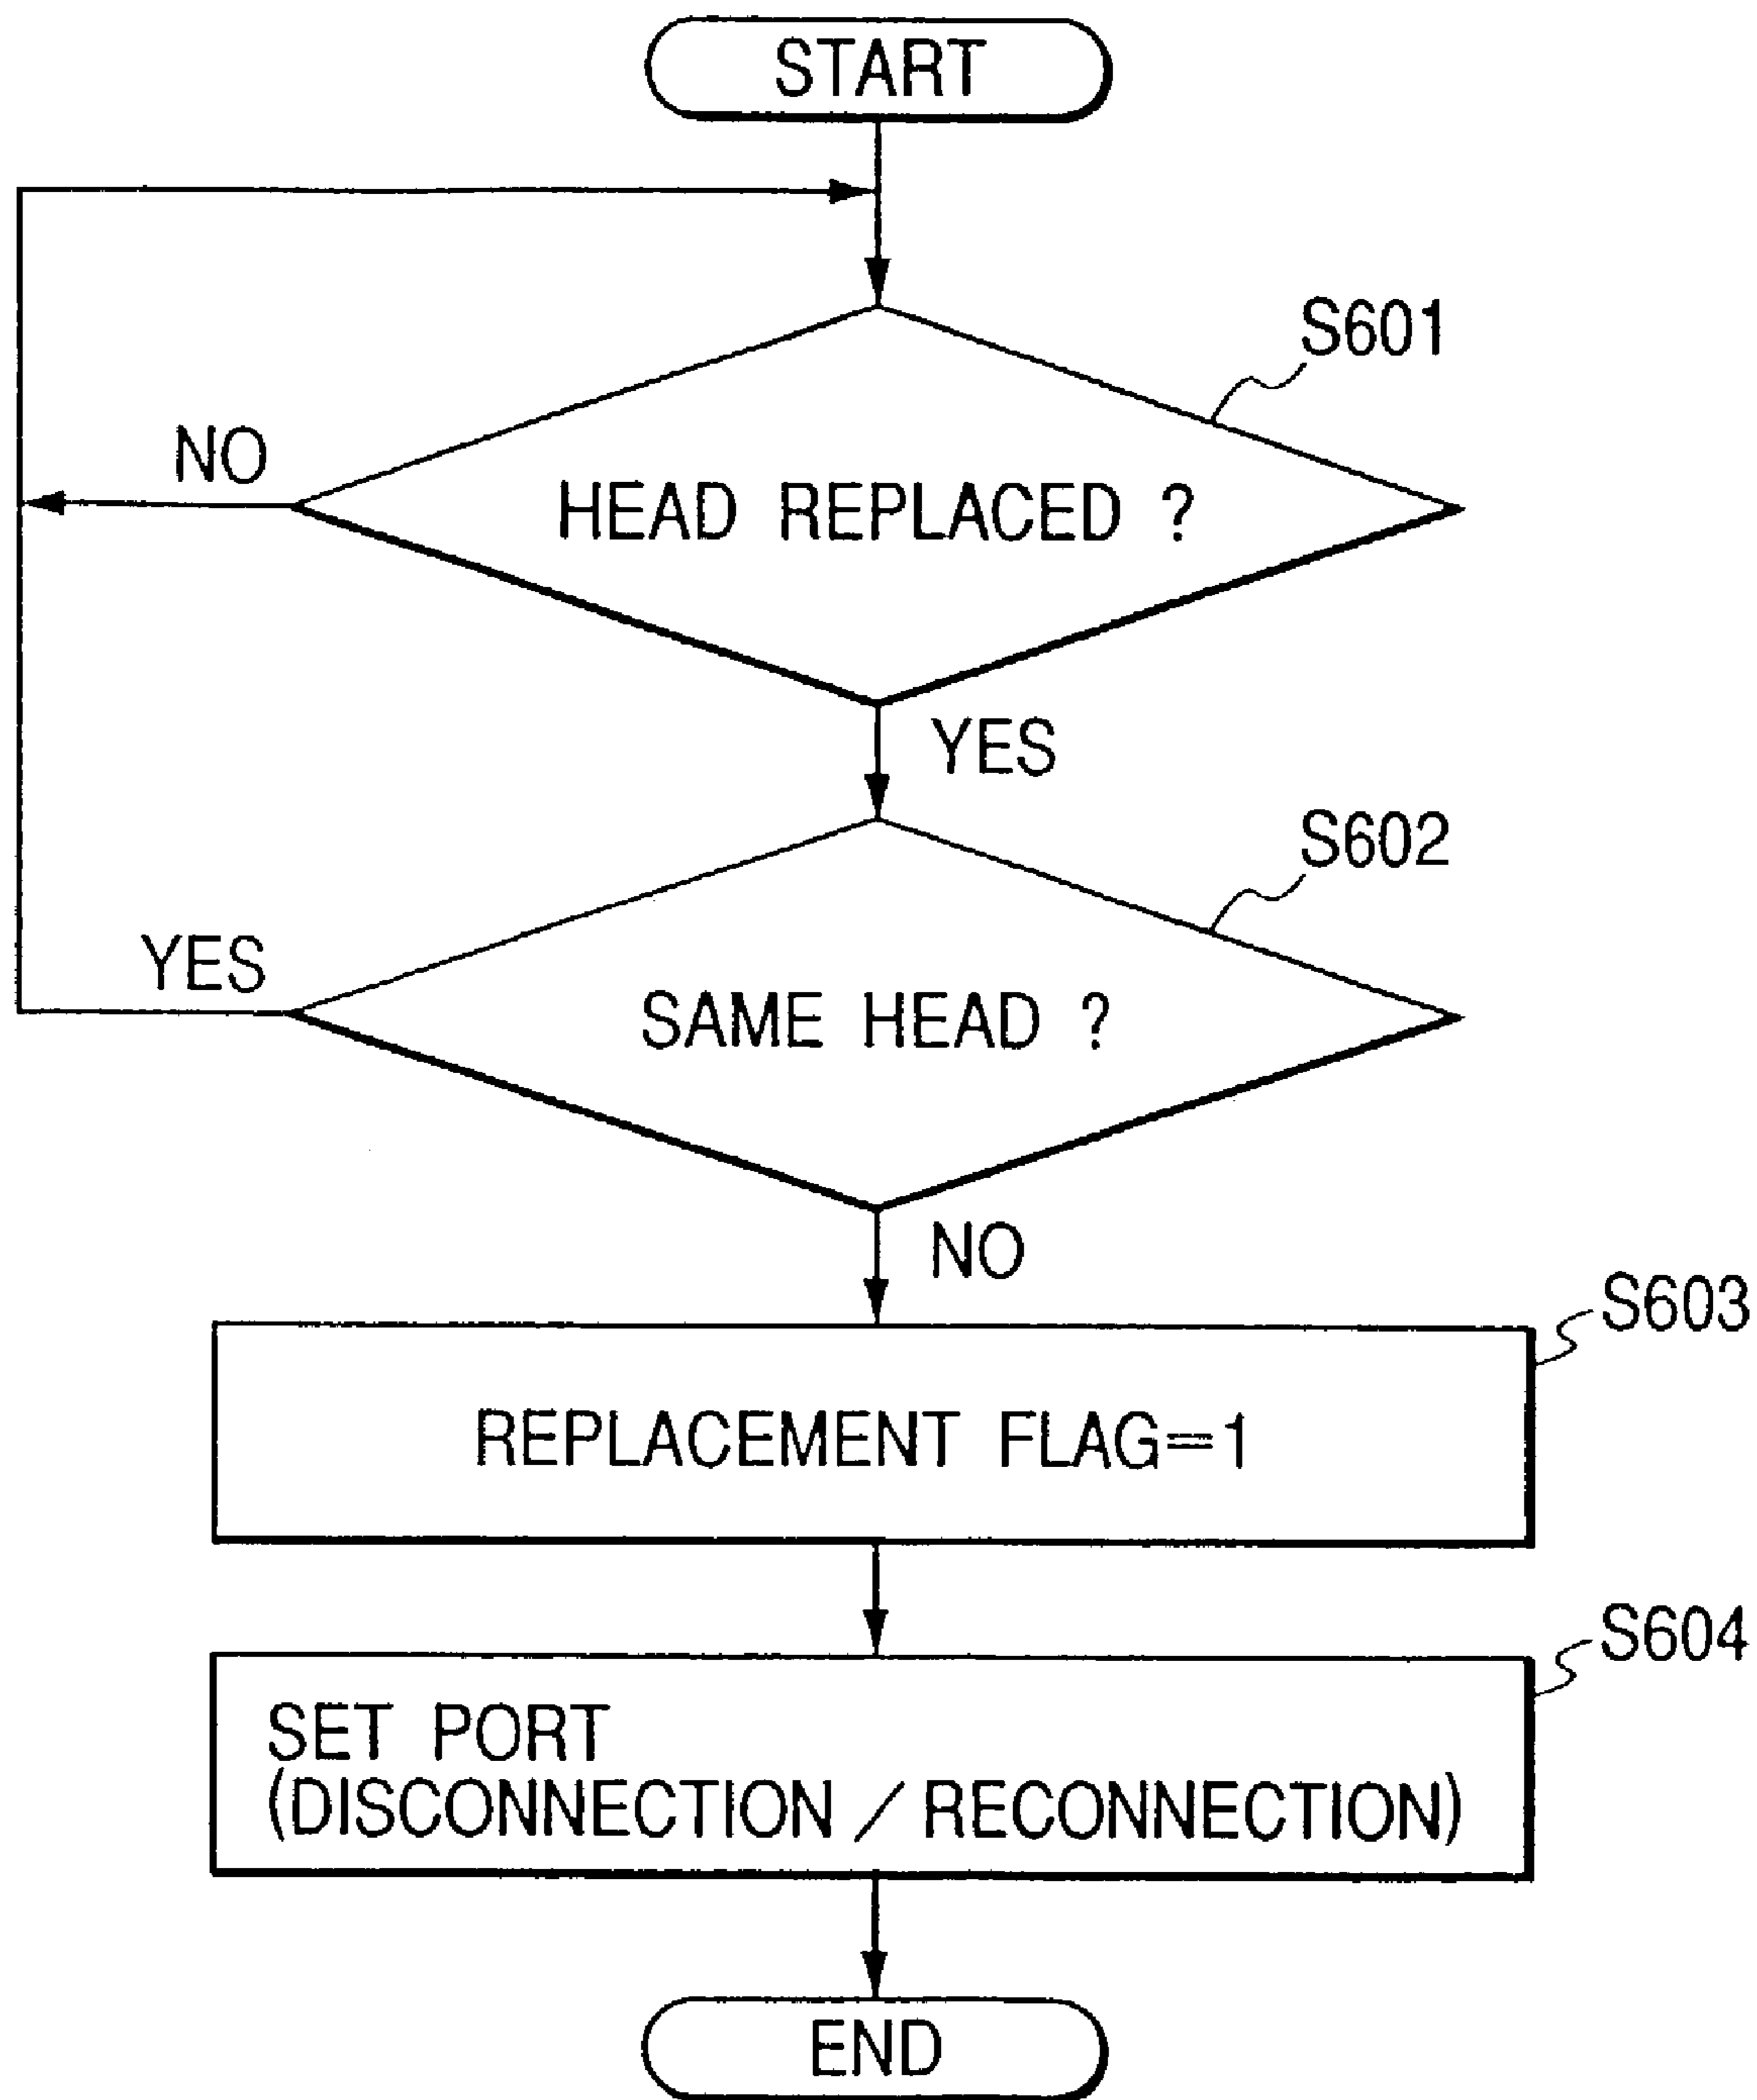 START
S601
NO
HEAD REPLACED ?
YES
S602
YES
SAME HEAD ?
NO
S603
REPLACEMENT FLAG=1
S604
SET PORT
(DISCONNECTION / RECONNECTION)
END